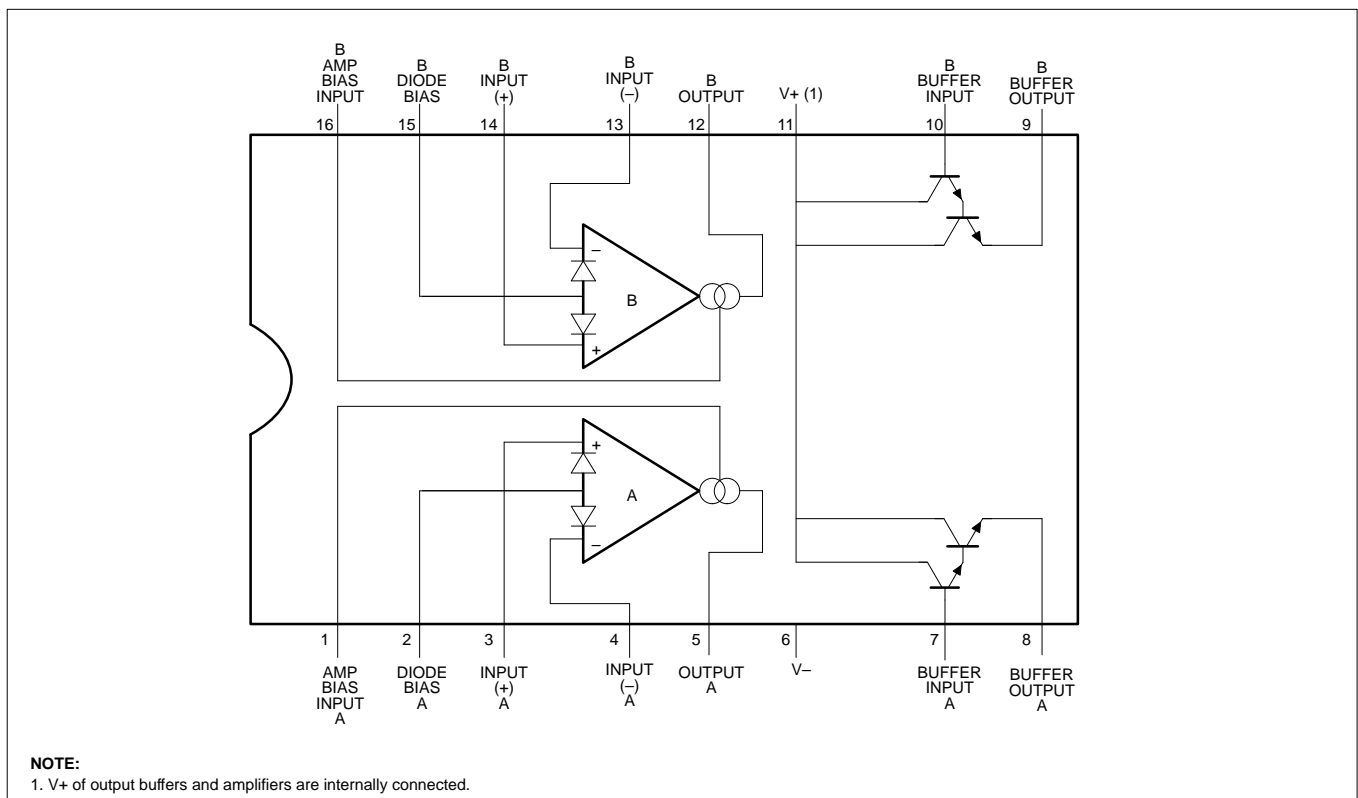 B
AMP
BIAS
INPUT
B
DIODE
BIAS
B
INPUT
(+)
B
INPUT
(–)
B
OUTPUT
V+ (1)
B
BUFFER
INPUT
B
BUFFER
OUTPUT
16
15
14
13
12
11
10
9
–
B
+
+
A
–
1
2
3
4
5
6
7
8
AMP
BIAS
INPUT
A
DIODE
BIAS
A
INPUT
(+)
A
INPUT
(–)
A
OUTPUT
A
V–
BUFFER
INPUT
A
BUFFER
OUTPUT
A
NOTE:
1. V+ of output buffers and amplifiers are internally connected.